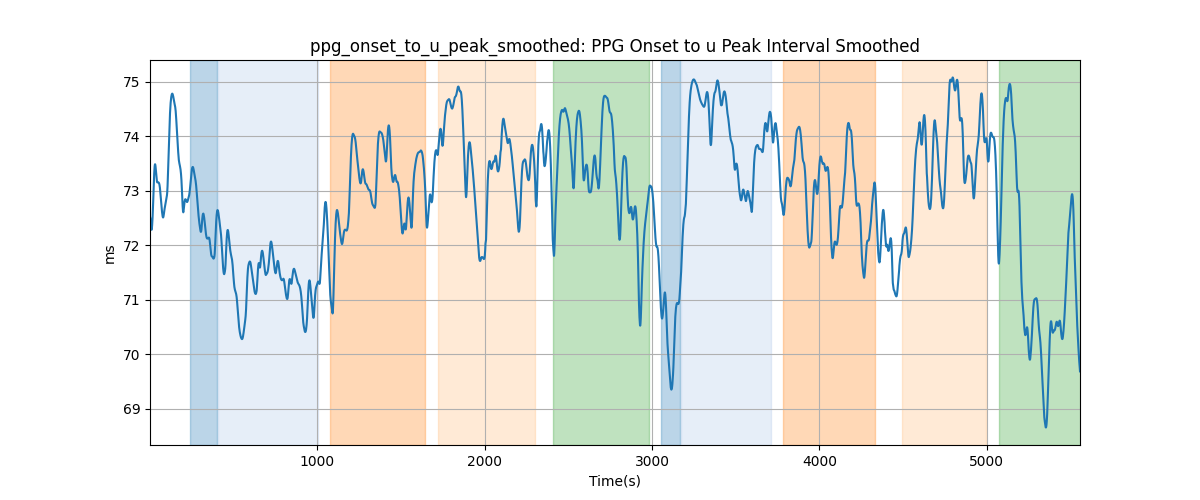 ppg_onset_to_u_peak_smoothed: PPG Onset to u Peak Interval Smoothed
75
74
73
72
71
70
69
ms
1000 2000 3000 4000 5000
Time(s)